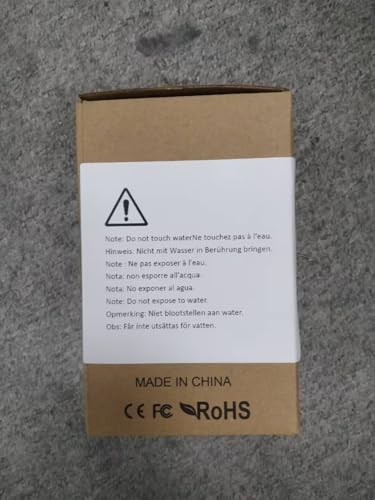 Note: Do not touch waterNe touchez pas à l'eau.
Hinweis: Nicht mit Wasser in Berührung bringen.
Note : Ne pas exposer à l'eau.
Nota: non esporre all'acqua.
Nota: No exponer al agua.
Note: Do not expose to water.
Opmerking: Niet blootstellen aan water.
Obs: Får inte utsättas för vatten.
MADE IN CHINA
CE FC RoHS